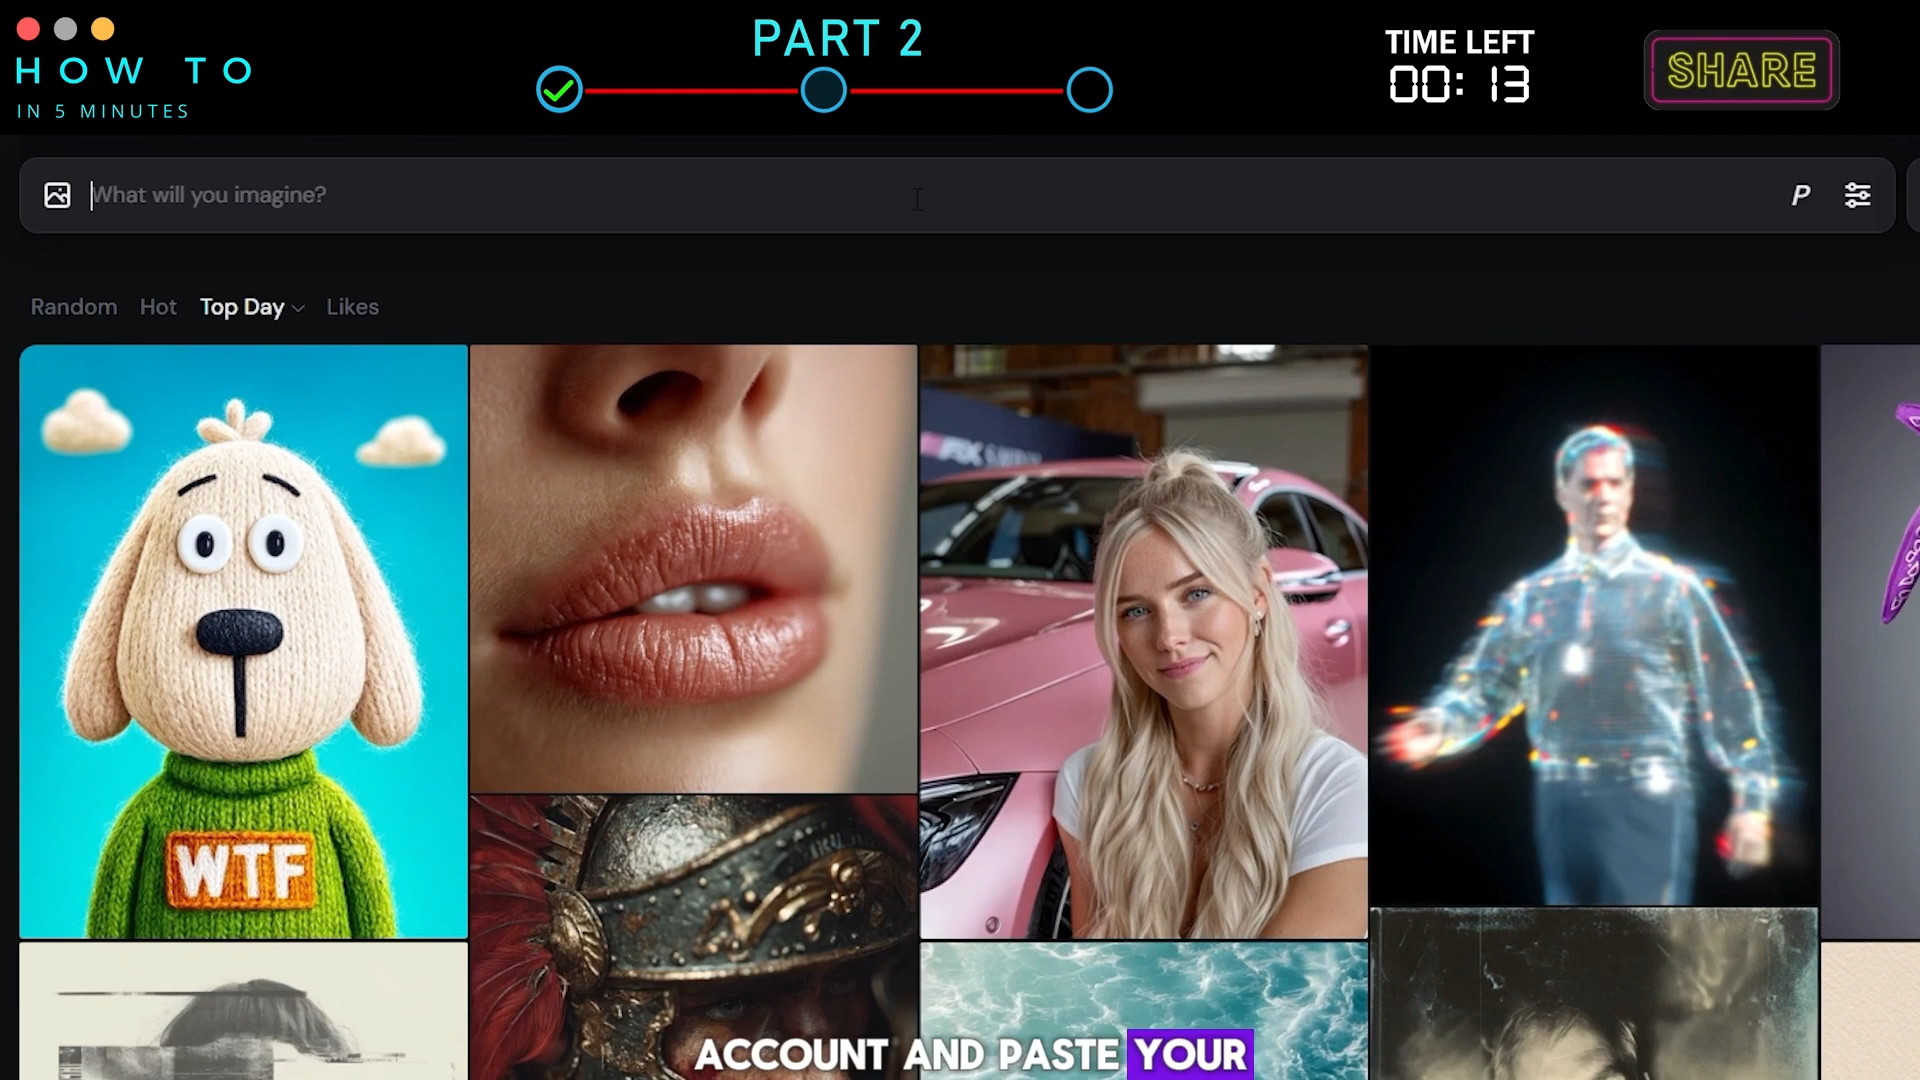 PART 2
HOW TO
IN 5 MINUTES
TIME LEFT
00:13
SHARE
What will you imagine?
P
Random Hot Top Day Likes
WTF
ACCOUNT AND PASTE YOUR